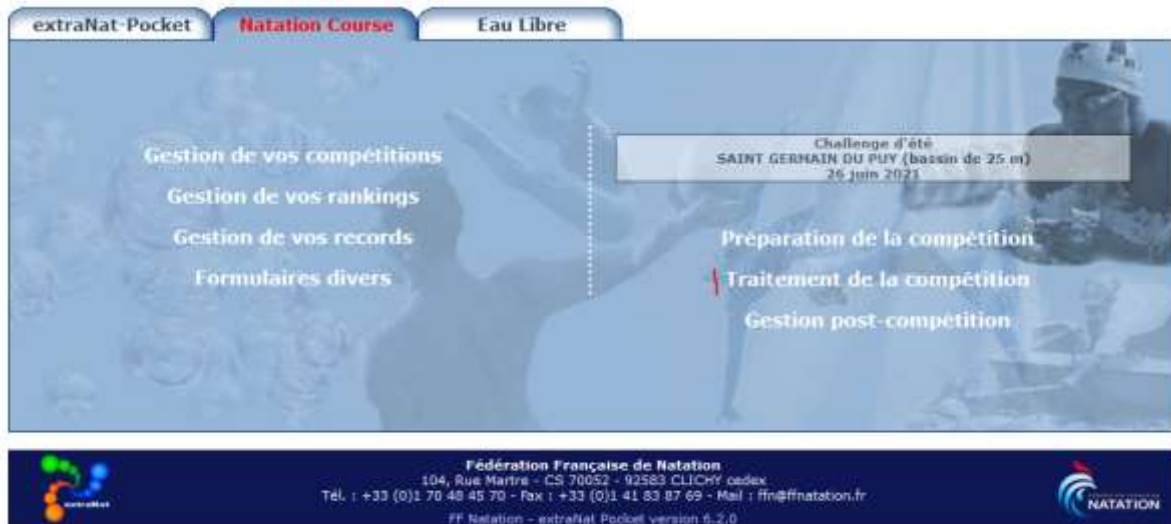 extraNat-Pocket
Natation Course
Eau Libre
Gestion de vos compétitions
Gestion de vos rankings
Gestion de vos records
Formulaires divers
Challenge d'été
SAINT GERMAIN DU PUY (bassin de 25 m)
26 juin 2021
Préparation de la compétition
Traitement de la compétition
Gestion post-compétition
extraNat
Fédération Française de Natation
104, Rue Martre - CS 70052 - 92583 CLICHY cedex
Tél. : +33 (0)1 70 48 45 70 - Fax : +33 (0)1 41 83 87 69 - Mail : ffn@ffnatation.fr
FF Natation - extraNat Pocket version 6.2.0
NATATION